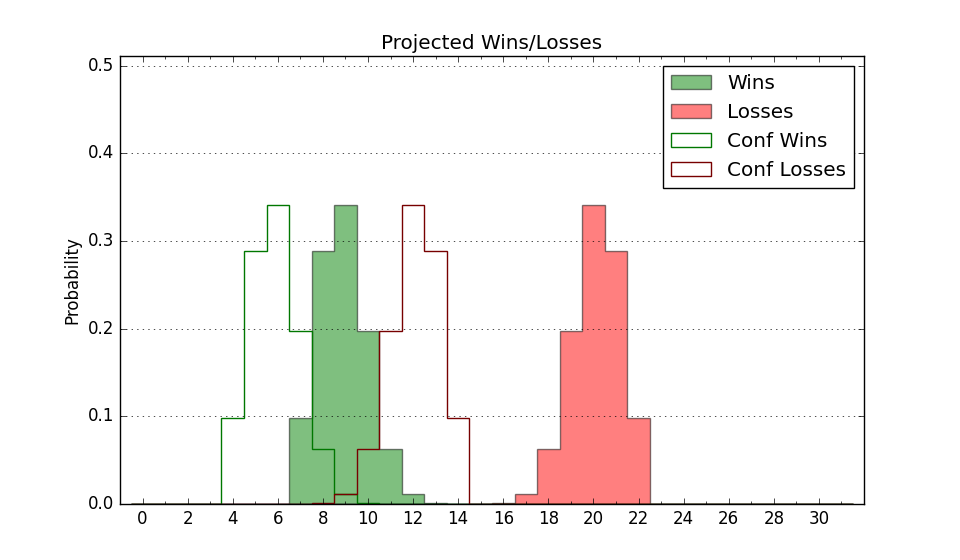 Projected Wins/Losses
0.5
0.4
0.3
0.2
0.1
0.0
Probability
Wins
Losses
Conf Wins
Conf Losses
0 2 4 6 8 10 12 14 16 18 20 22 24 26 28 30